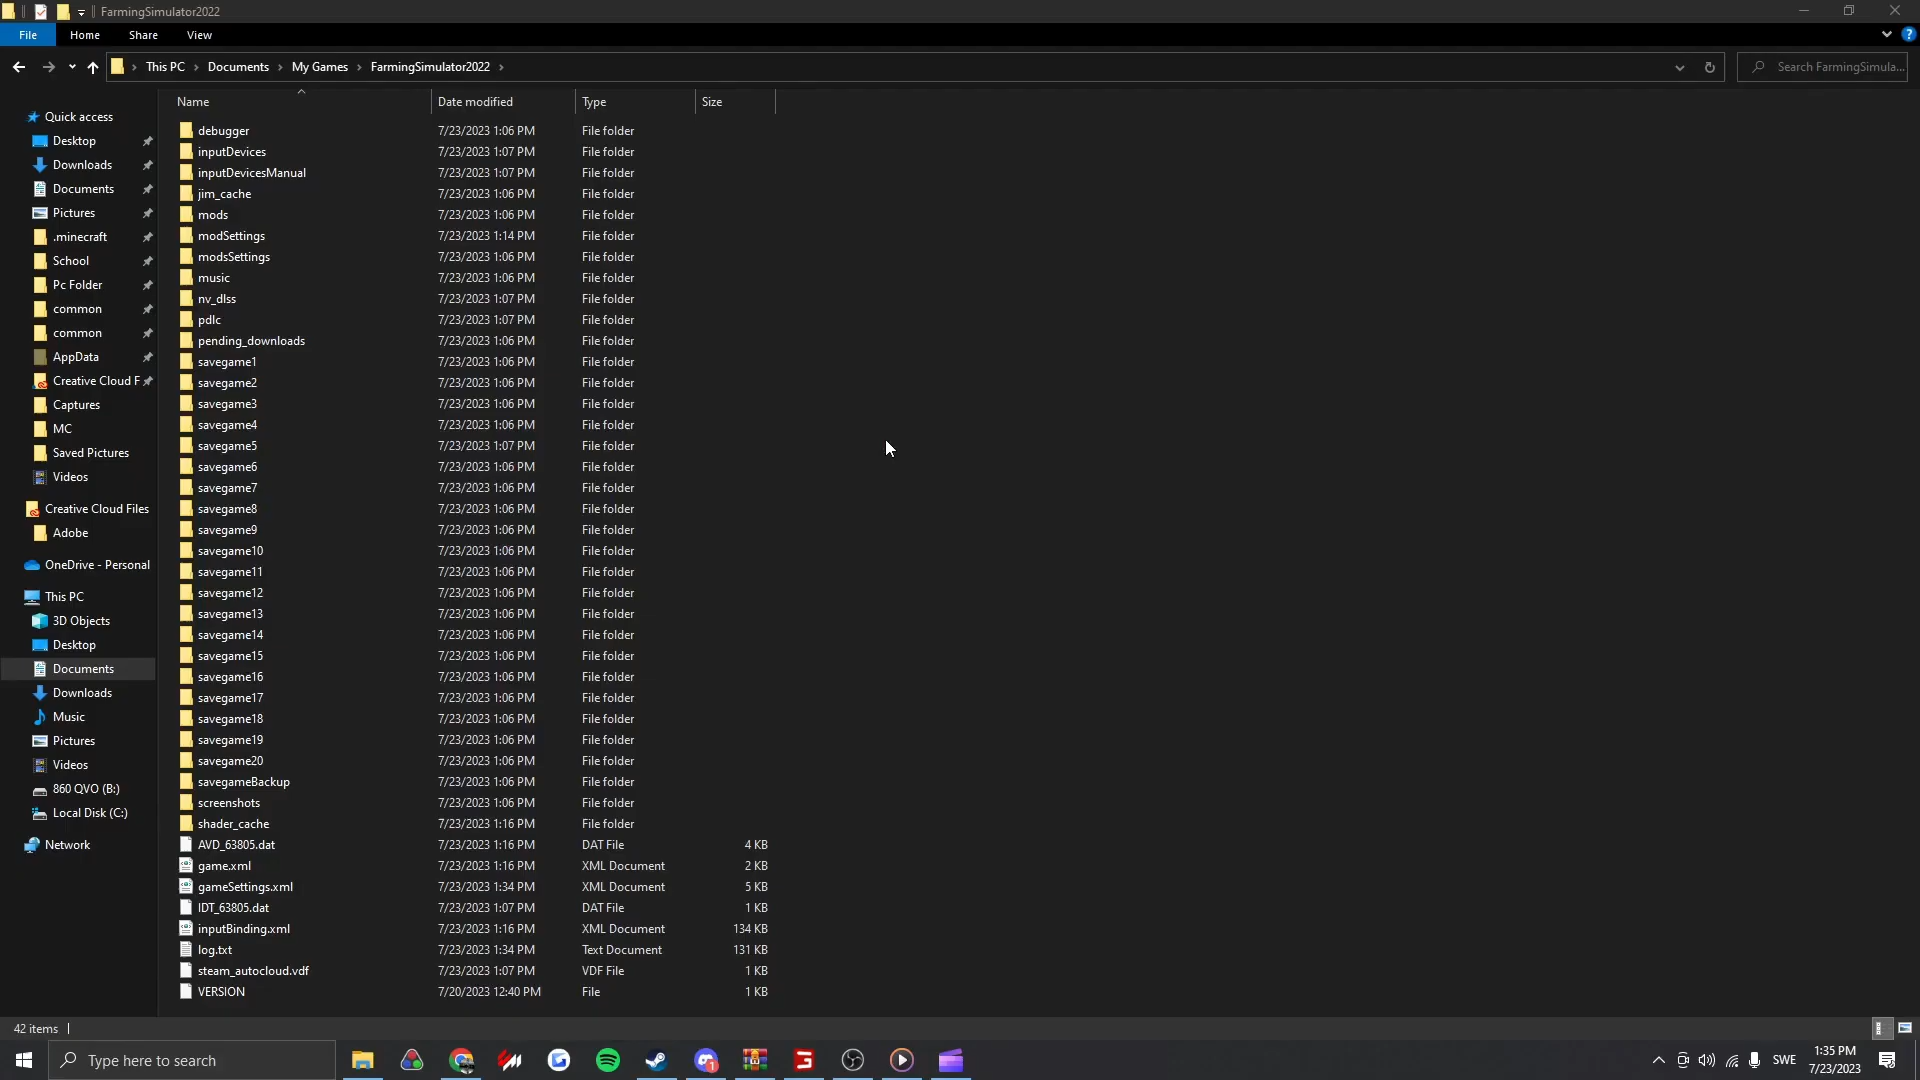 FarmingSimulator2022
File Home Share View
This PC Documents My Games FarmingSimulator2022
Search FarmingSimula...
Name Date modified Type Size
Quick access
Desktop
Downloads
Documents
Pictures
.minecraft
School
Pc Folder
common
common
AppData
Creative Cloud F
Captures
MC
Saved Pictures
Videos
Creative Cloud Files
Adobe
OneDrive - Personal
This PC
3D Objects
Desktop
Documents
Downloads
Music
Pictures
Videos
860 QVO (B:)
Local Disk (C:)
Network
debugger 7/23/2023 1:06 PM File folder
inputDevices 7/23/2023 1:07 PM File folder
inputDevicesManual 7/23/2023 1:07 PM File folder
jim_cache 7/23/2023 1:06 PM File folder
mods 7/23/2023 1:06 PM File folder
modSettings 7/23/2023 1:14 PM File folder
modsSettings 7/23/2023 1:06 PM File folder
music 7/23/2023 1:06 PM File folder
nv_dlss 7/23/2023 1:07 PM File folder
pdlc 7/23/2023 1:07 PM File folder
pending_downloads 7/23/2023 1:06 PM File folder
savegame1 7/23/2023 1:06 PM File folder
savegame2 7/23/2023 1:06 PM File folder
savegame3 7/23/2023 1:06 PM File folder
savegame4 7/23/2023 1:06 PM File folder
savegame5 7/23/2023 1:07 PM File folder
savegame6 7/23/2023 1:06 PM File folder
savegame7 7/23/2023 1:06 PM File folder
savegame8 7/23/2023 1:06 PM File folder
savegame9 7/23/2023 1:06 PM File folder
savegame10 7/23/2023 1:06 PM File folder
savegame11 7/23/2023 1:06 PM File folder
savegame12 7/23/2023 1:06 PM File folder
savegame13 7/23/2023 1:06 PM File folder
savegame14 7/23/2023 1:06 PM File folder
savegame15 7/23/2023 1:06 PM File folder
savegame16 7/23/2023 1:06 PM File folder
savegame17 7/23/2023 1:06 PM File folder
savegame18 7/23/2023 1:06 PM File folder
savegame19 7/23/2023 1:06 PM File folder
savegame20 7/23/2023 1:06 PM File folder
savegameBackup 7/23/2023 1:06 PM File folder
screenshots 7/23/2023 1:06 PM File folder
shader_cache 7/23/2023 1:16 PM File folder
AVD_63805.dat 7/23/2023 1:16 PM DAT File 4 KB
game.xml 7/23/2023 1:16 PM XML Document 2 KB
gameSettings.xml 7/23/2023 1:34 PM XML Document 5 KB
IDT_63805.dat 7/23/2023 1:07 PM DAT File 1 KB
inputBinding.xml 7/23/2023 1:16 PM XML Document 134 KB
log.txt 7/23/2023 1:34 PM Text Document 131 KB
steam_autocloud.vdf 7/23/2023 1:07 PM VDF File 1 KB
VERSION 7/20/2023 12:40 PM File 1 KB
42 items
Type here to search
SWE
1:35 PM
7/23/2023